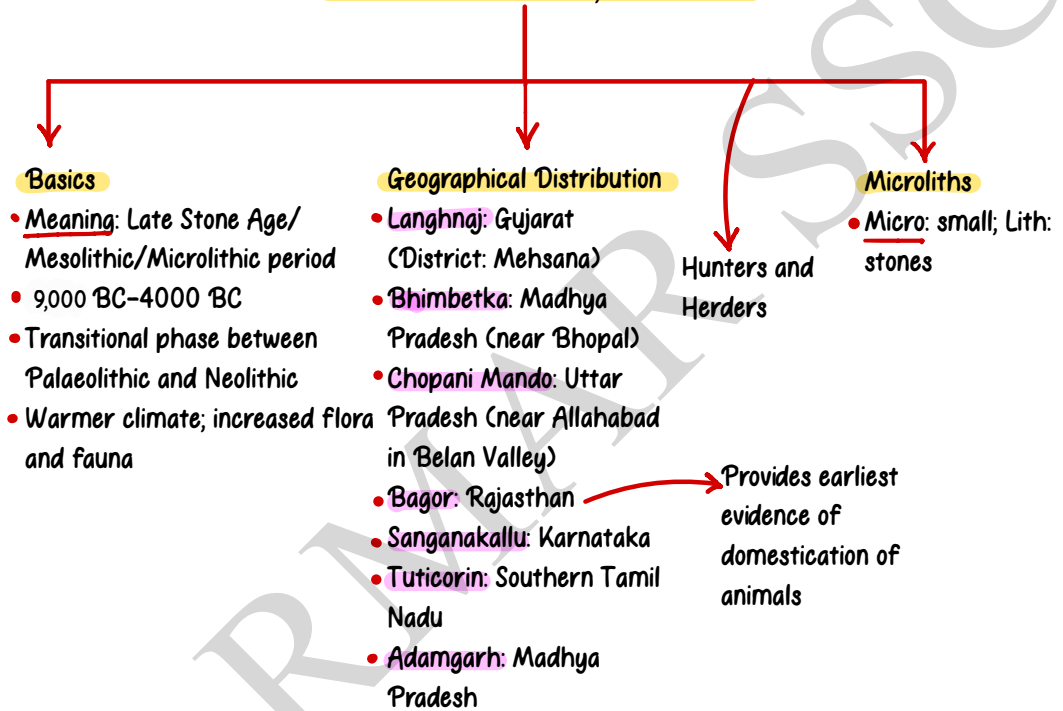 Basics
Meaning: Late Stone Age/
Mesolithic/Microlithic period
9,000 BC-4000 BC
Transitional phase between
Palaeolithic and Neolithic
Warmer climate; increased flora
and fauna
Geographical Distribution
Langhnaj: Gujarat
(District: Mehsana)
Bhimbetka: Madhya
Pradesh (near Bhopal)
Chopani Mando: Uttar
Pradesh (near Allahabad
in Belan Valley)
Bagor: Rajasthan
Sanganakallu: Karnataka
Tuticorin: Southern Tamil
Nadu
Adamgarh: Madhya
Pradesh
Hunters and
Herders
Provides earliest
evidence of
domestication of
animals
Microliths
Micro: small; Lith:
stones
RMAR SSC